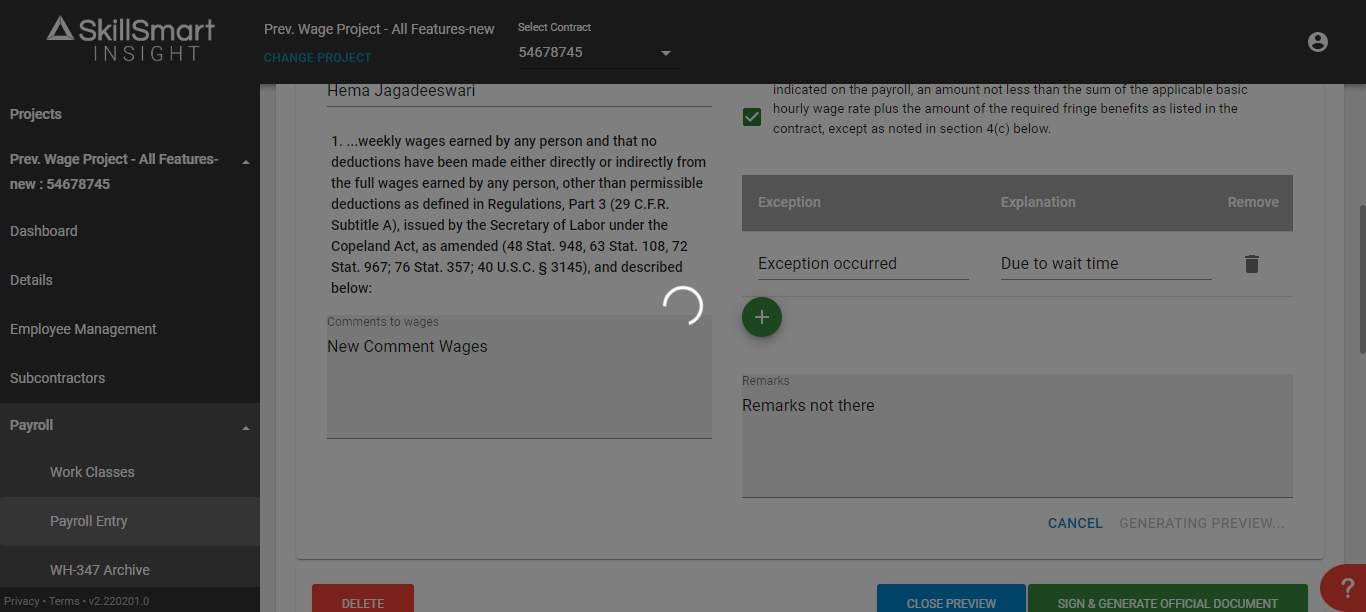 SkillSmart
INSIGHT
Prev. Wage Project - All Features-new
CHANGE PROJECT
Select Contract
54678745
Projects
Prev. Wage Project - All Features-
new : 54678745
Dashboard
Details
Employee Management
Subcontractors
Payroll
Work Classes
Payroll Entry
WH-347 Archive
Privacy • Terms • v2.220201.0
Hema Jagadeeswari
1. ...weekly wages earned by any person and that no
deductions have been made either directly or indirectly from
the full wages earned by any person, other than permissible
deductions as defined in Regulations, Part 3 (29 C.F.R.
Subtitle A), issued by the Secretary of Labor under the
Copeland Act, as amended (48 Stat. 948, 63 Stat. 108, 72
Stat. 967; 76 Stat. 357; 40 U.S.C. § 3145), and described
below:
Comments to wages
New Comment Wages
indicated on the payroll, an amount not less than the sum of the applicable basic
hourly wage rate plus the amount of the required fringe benefits as listed in the
contract, except as noted in section 4(c) below.
Exception Explanation Remove
Exception occurred Due to wait time
+
Remarks
Remarks not there
CANCEL GENERATING PREVIEW...
DELETE CLOSE PREVIEW SIGN & GENERATE OFFICIAL DOCUMENT
?